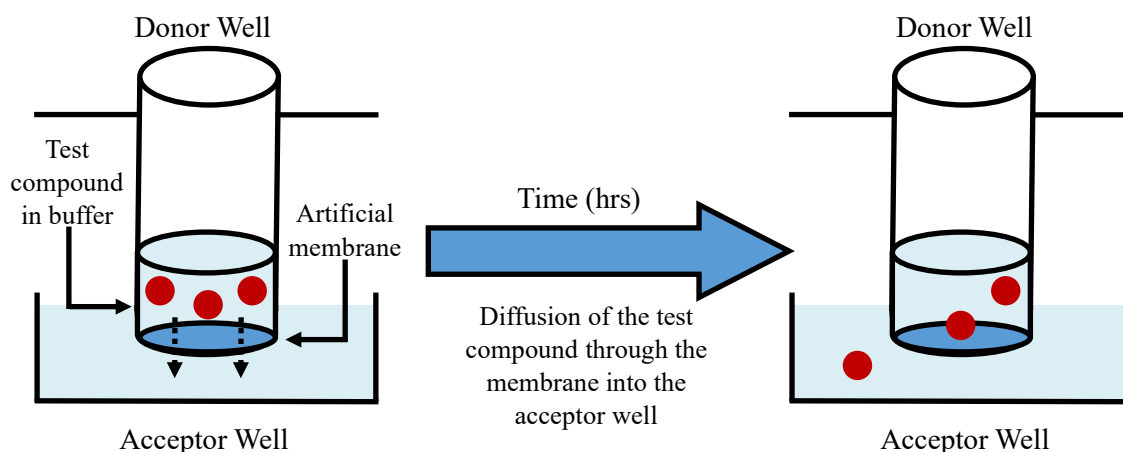 Donor Well
Test
compound
in buffer
Artificial
membrane
Acceptor Well
Time (hrs)
Diffusion of the test
compound through the
membrane into the
acceptor well
Donor Well
Acceptor Well